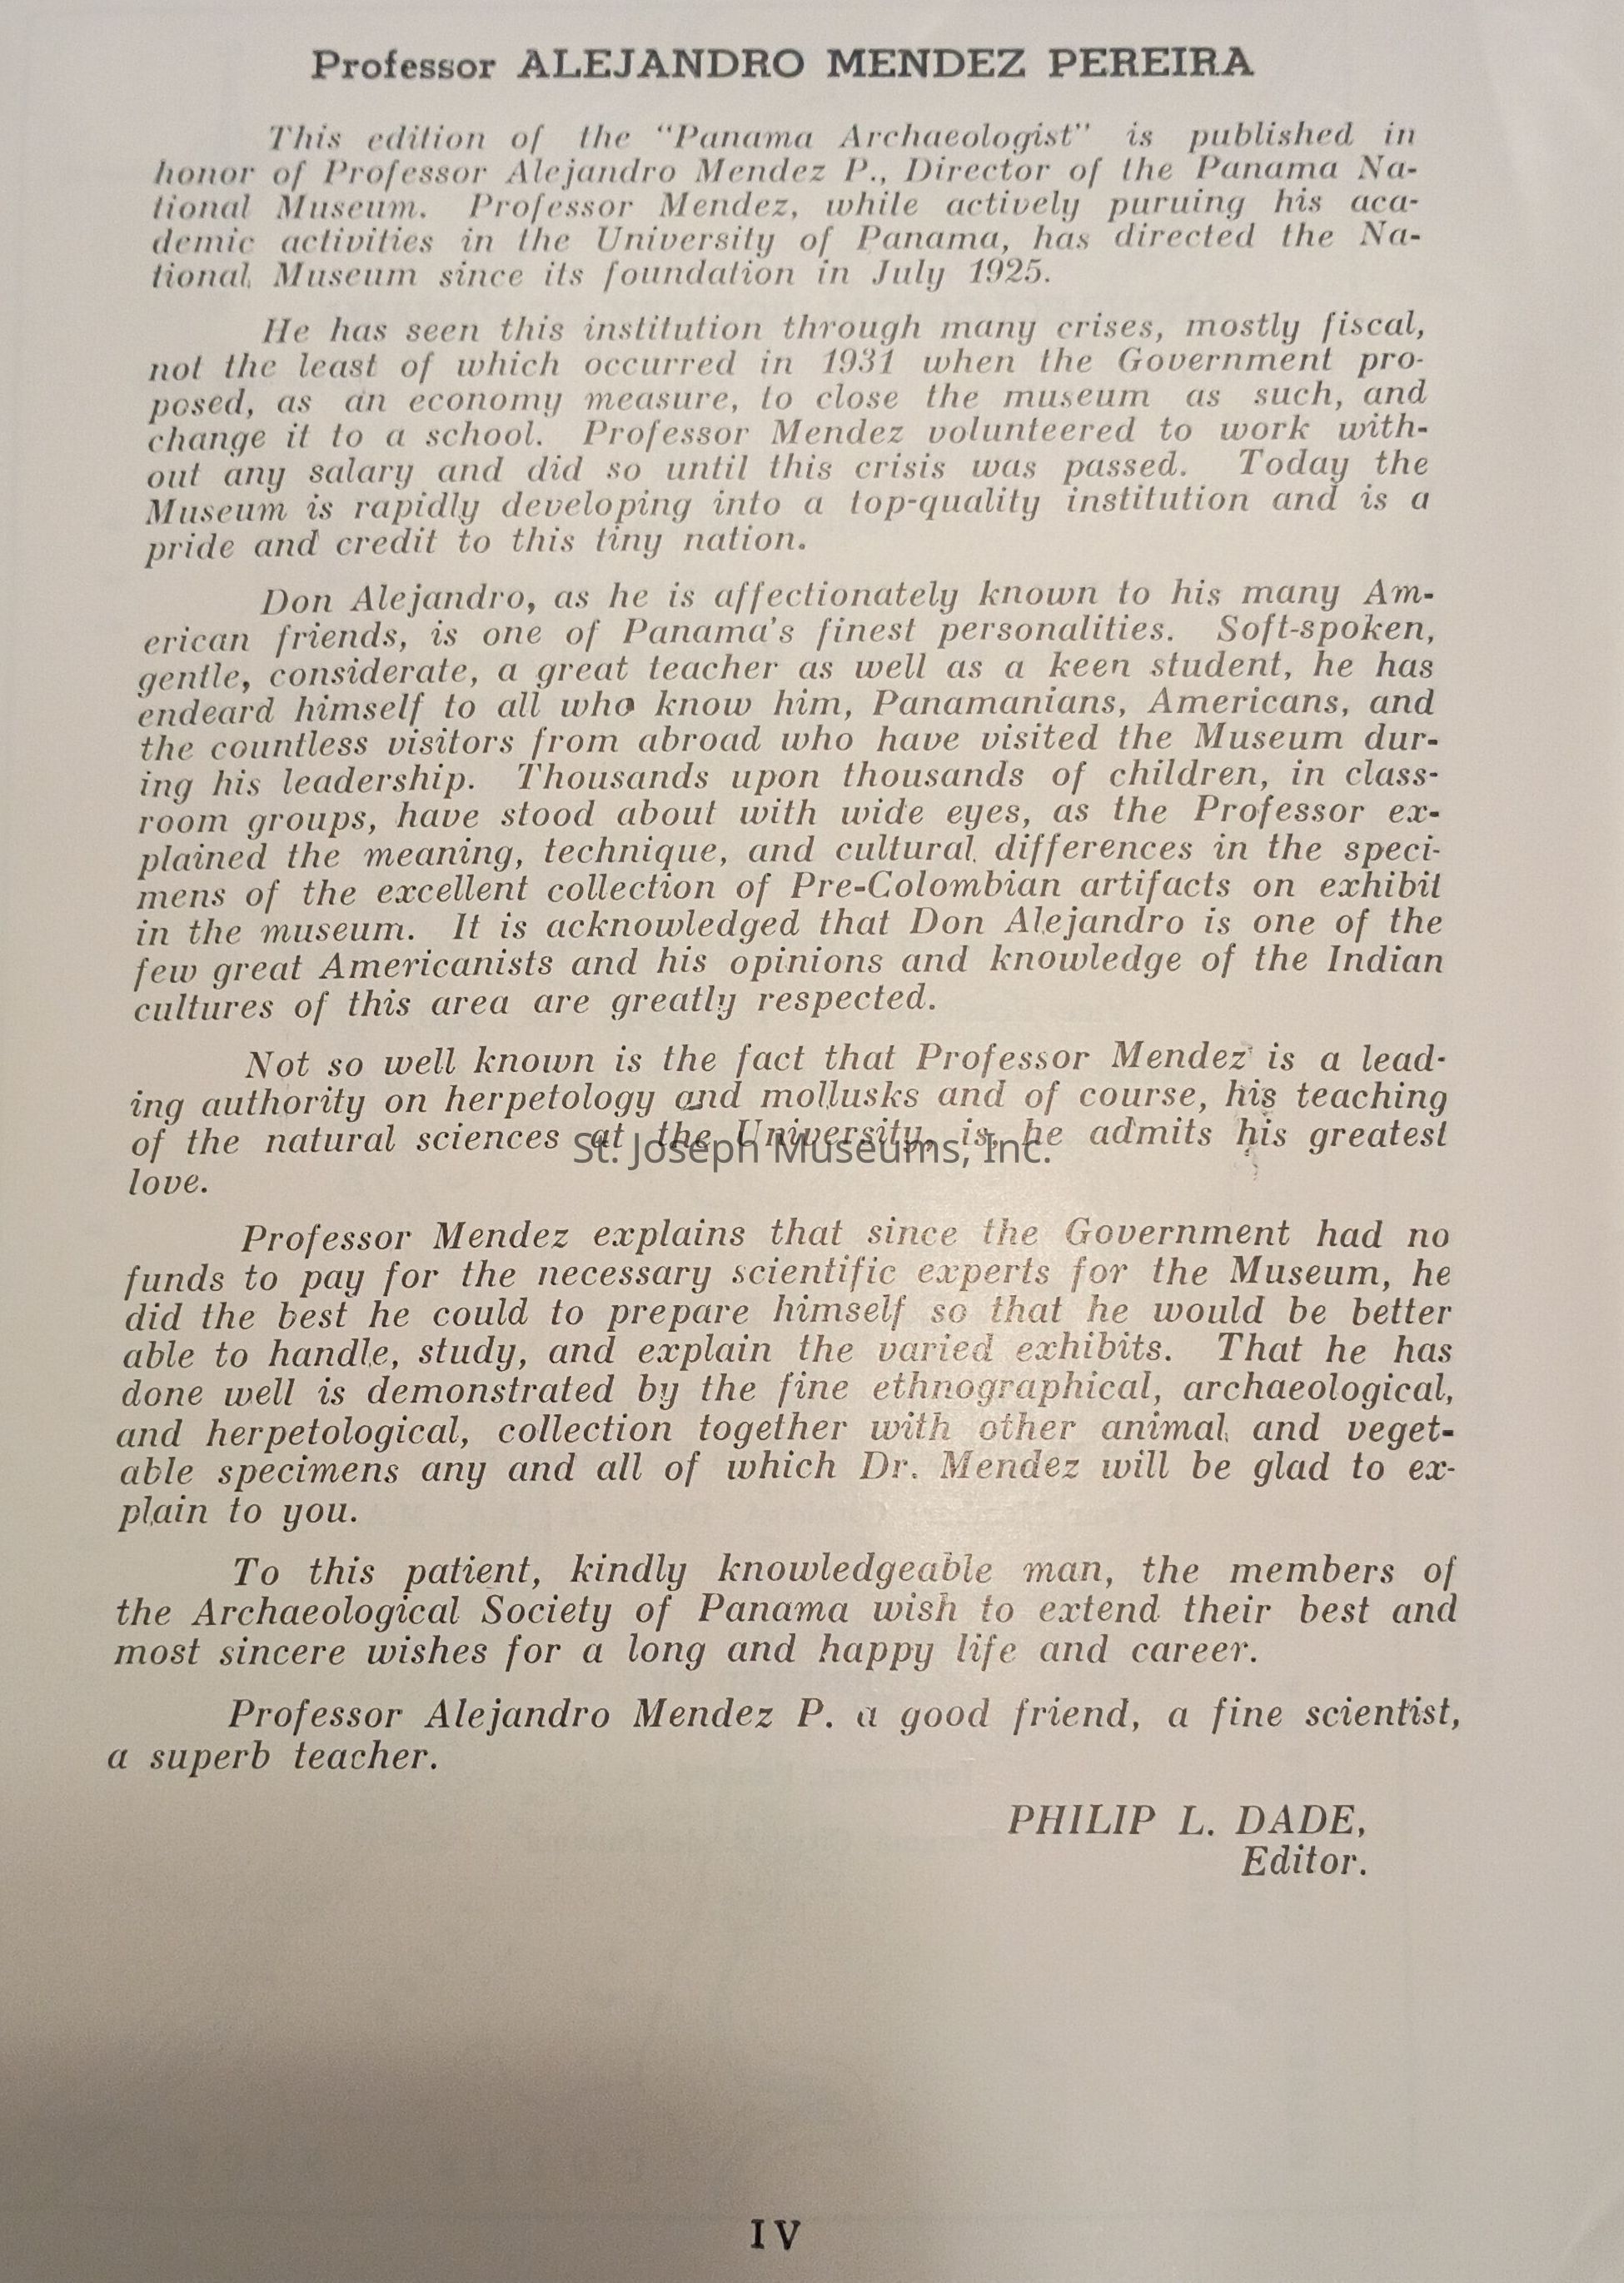 Professor ALEJANDRO MENDEZ PEREIRA
This edition of the “Panama Archaeologist” is published in
honor of Professor Alejandro Mendez P., Director of the Panama Na-
tional Museum. Professor Mendez, while actively puruing his aca-
demic activities in the University of Panama, has directed the Na-
tional Museum since its foundation in July 1925.
He has seen this institution through many crises, mostly fiscal,
not the least of which occurred in 1931 when the Government pro-
posed, as an economy measure, to close the museum as such, and
change it to a school. Professor Mendez volunteered to work with-
out any salary and did so until this crisis was passed. Today the
Museum is rapidly developing into a top-quality institution and is a
pride and credit to this tiny nation.
Don Alejandro, as he is affectionately known to his many Am-
erican friends, is one of Panama's finest personalities. Soft-spoken,
gentle, considerate, a great teacher as well as a keen student, he has
endeard himself to all who know him, Panamanians, Americans, and
the countless visitors from abroad who have visited the Museum dur-
ing his leadership. Thousands upon thousands of children, in class-
room groups, have stood about with wide eyes, as the Professor ex-
plained the meaning, technique, and cultural differences in the speci-
mens of the excellent collection of Pre-Colombian artifacts on exhibit
in the museum. It is acknowledged that Don Alejandro is one of the
few great Americanists and his opinions and knowledge of the Indian
cultures of this area are greatly respected.
Not so well known is the fact that Professor Mendez is a lead-
ing authority on herpetology and mollusks and of course, his teaching
of the natural sciences at the University, is, he admits his greatest
St. Joseph Museums, Inc.
love.
Professor Mendez explains that since the Government had no
funds to pay for the necessary scientific experts for the Museum, he
did the best he could to prepare himself so that he would be better
able to handle, study, and explain the varied exhibits. That he has
done well is demonstrated by the fine ethnographical, archaeological,
and herpetological, collection together with other animal and veget-
able specimens any and all of which Dr. Mendez will be glad to ex-
plain to you.
To this patient, kindly knowledgeable man, the members of
the Archaeological Society of Panama wish to extend their best and
most sincere wishes for a long and happy life and career.
Professor Alejandro Mendez P. a good friend, a fine scientist,
a superb teacher.
PHILIP L. DADE,
Editor.
IV